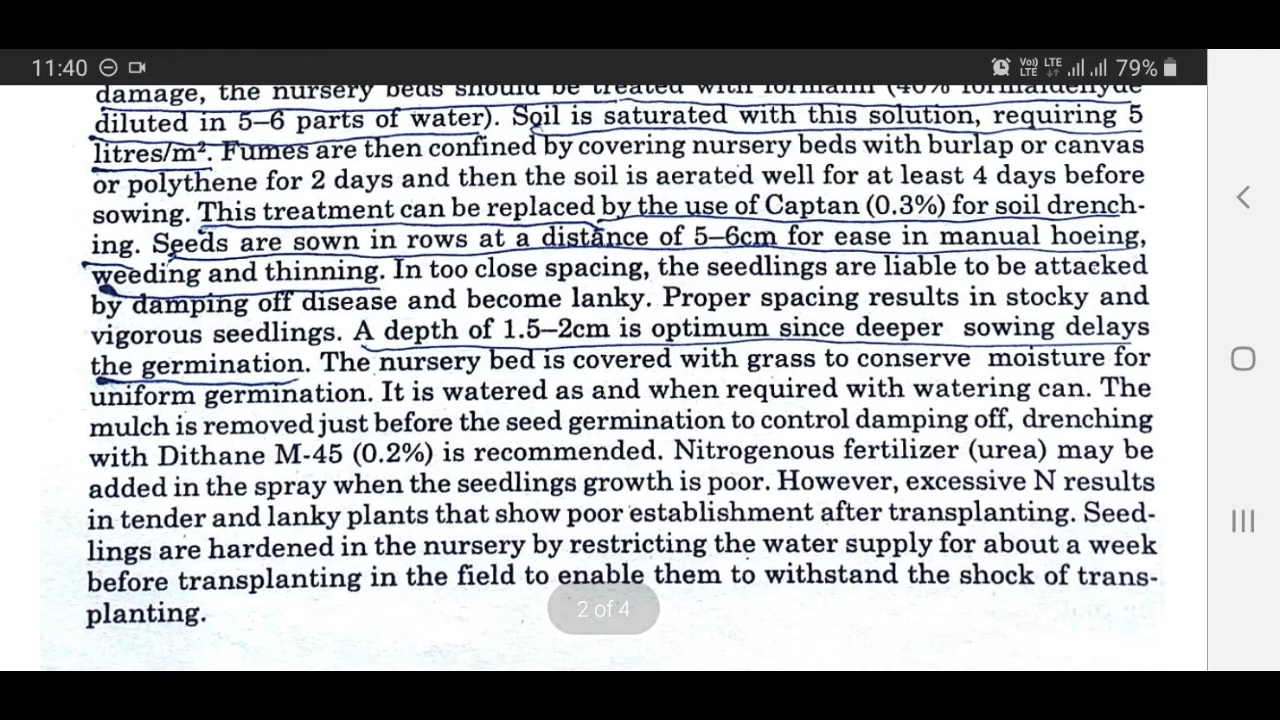 11:40 Vo)) LTE LTE 79%
damage, the nursery beds should be treated with formalin (40% formaldehyde
diluted in 5–6 parts of water). Soil is saturated with this solution, requiring 5
litres/m². Fumes are then confined by covering nursery beds with burlap or canvas
or polythene for 2 days and then the soil is aerated well for at least 4 days before
sowing. This treatment can be replaced by the use of Captan (0.3%) for soil drench-
ing. Seeds are sown in rows at a distance of 5–6cm for ease in manual hoeing,
weeding and thinning. In too close spacing, the seedlings are liable to be attacked
by damping off disease and become lanky. Proper spacing results in stocky and
vigorous seedlings. A depth of 1.5–2cm is optimum since deeper sowing delays
the germination. The nursery bed is covered with grass to conserve moisture for
uniform germination. It is watered as and when required with watering can. The
mulch is removed just before the seed germination to control damping off, drenching
with Dithane M-45 (0.2%) is recommended. Nitrogenous fertilizer (urea) may be
added in the spray when the seedlings growth is poor. However, excessive N results
in tender and lanky plants that show poor establishment after transplanting. Seed-
lings are hardened in the nursery by restricting the water supply for about a week
before transplanting in the field to enable them to withstand the shock of trans-
planting.
2 of 4